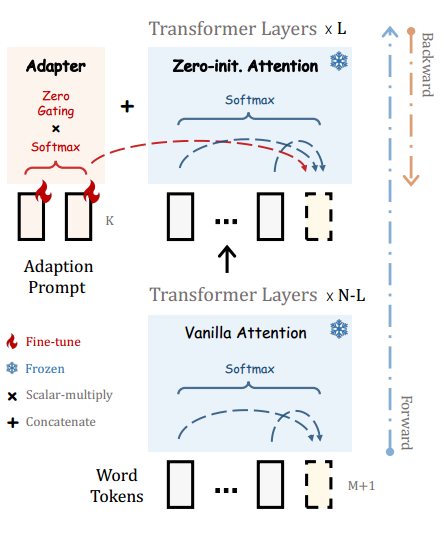 Transformer Layers x L
Adapter
Zero
Gating
×
Softmax
+
Zero-init. Attention
Softmax
...
K
Adaption
Prompt
Transformer Layers x N-L
Vanilla Attention
Softmax
Fine-tune
Frozen
× Scalar-multiply
+ Concatenate
Word
Tokens
...
M+1
Backward
Forward